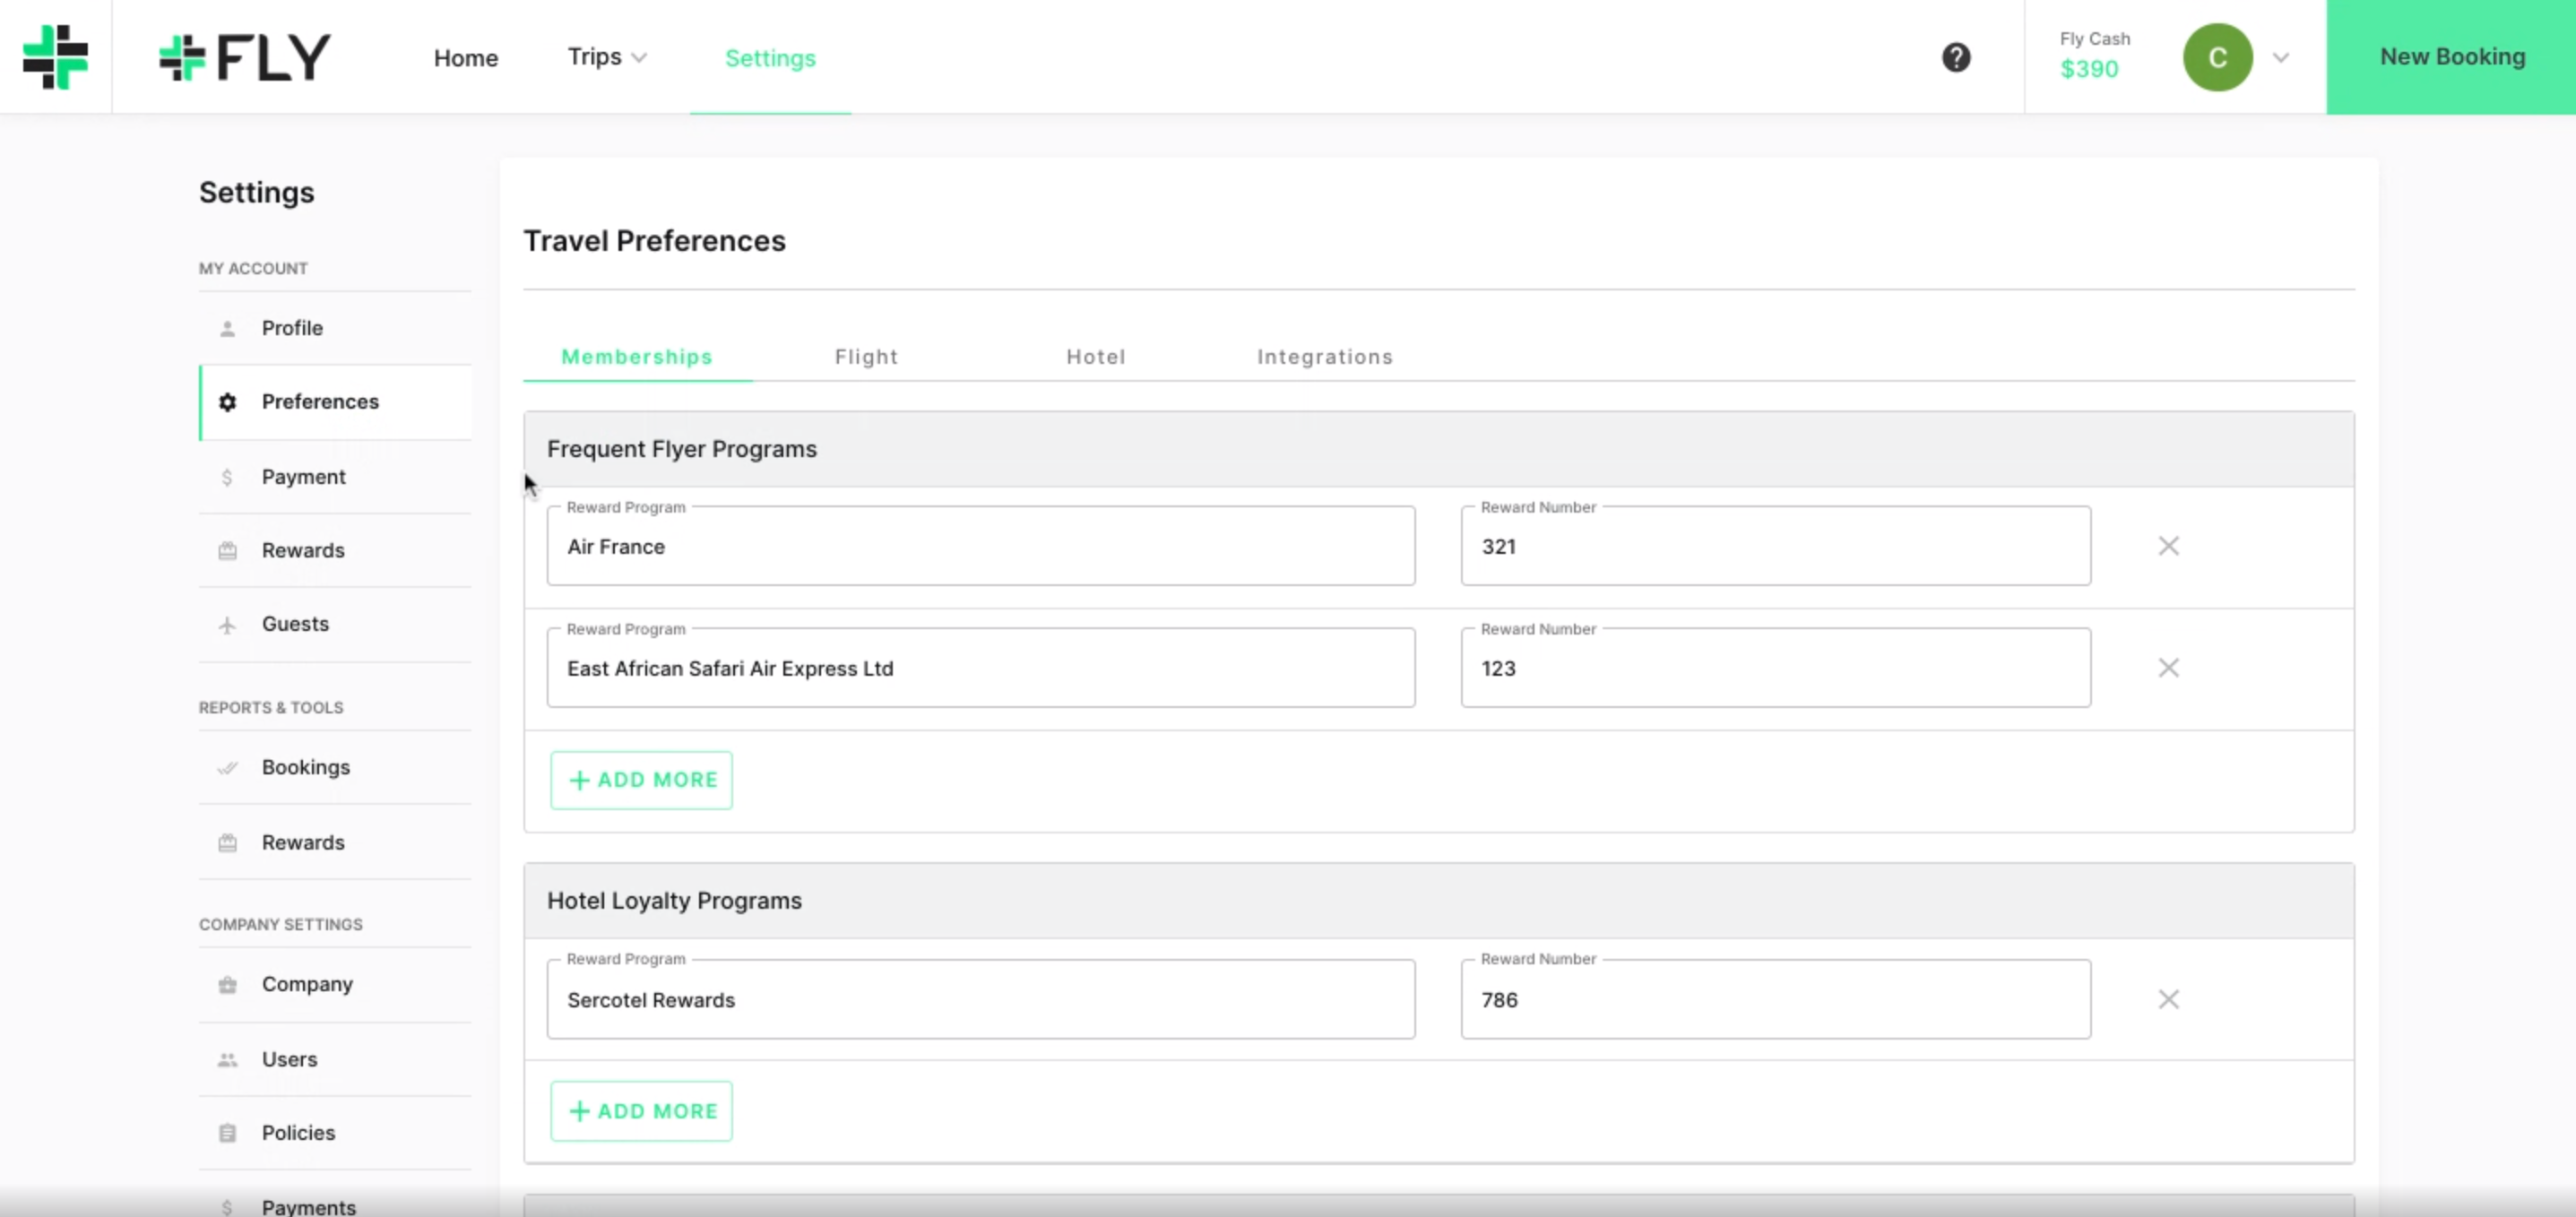 FLY
Home
Trips
Settings
?
Fly Cash
$390
C
New Booking
Settings
MY ACCOUNT
Profile
Preferences
Payment
Rewards
Guests
REPORTS & TOOLS
Bookings
Rewards
COMPANY SETTINGS
Company
Users
Policies
Payments
Travel Preferences
Memberships
Flight
Hotel
Integrations
Frequent Flyer Programs
Reward Program
Air France
Reward Number
321
Reward Program
East African Safari Air Express Ltd
Reward Number
123
+ ADD MORE
Hotel Loyalty Programs
Reward Program
Sercotel Rewards
Reward Number
786
+ ADD MORE